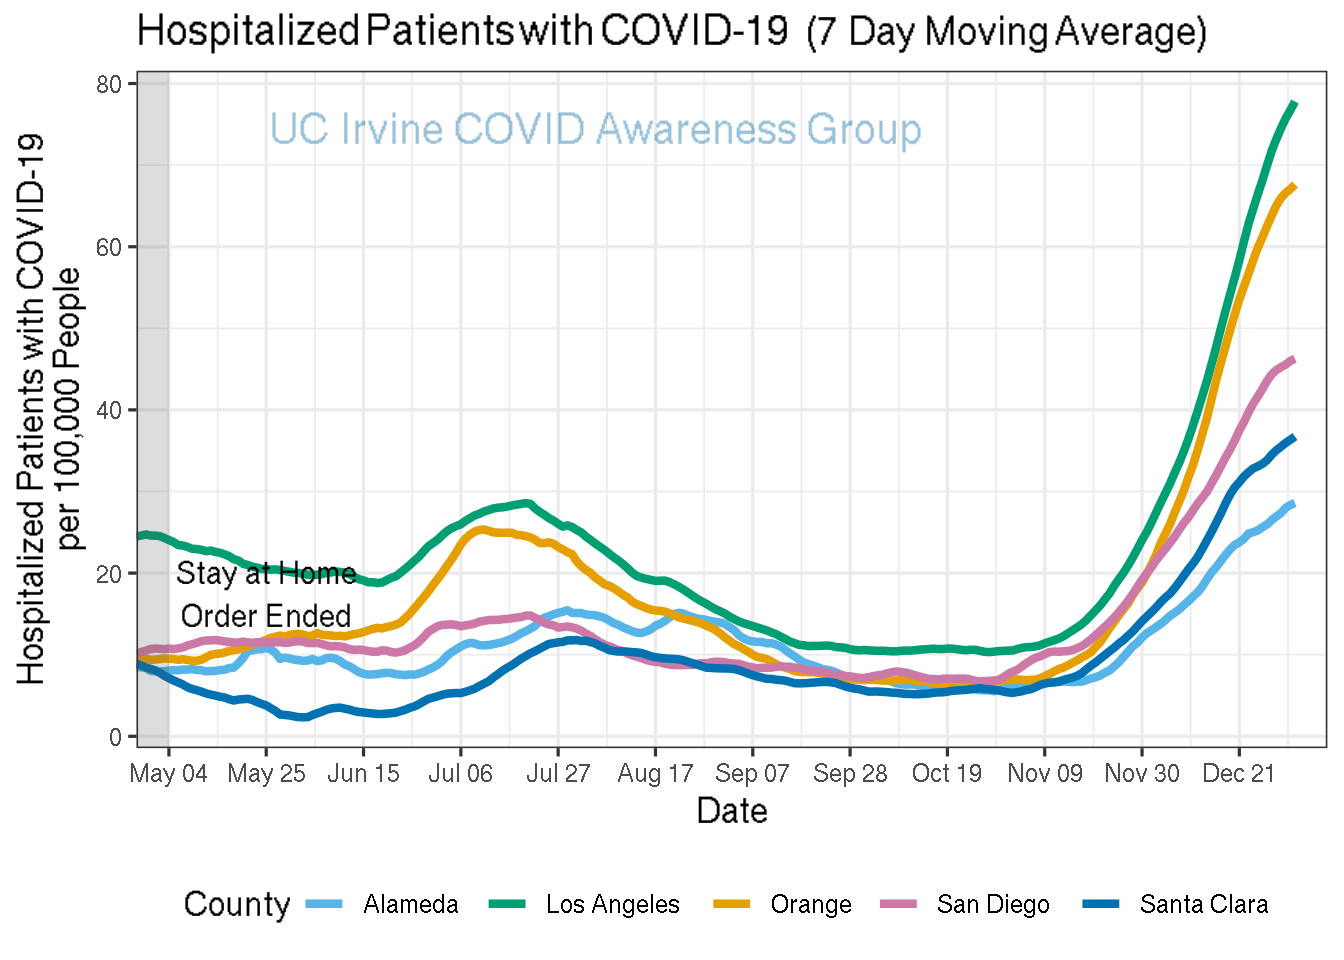 Hospitalized Patients with COVID-19 (7 Day Moving Average)
UC Irvine COVID Awareness Group
Hospitalized Patients with COVID-19
per 100,000 People
80
60
40
20
0
Stay at Home
Order Ended
May 04 May 25 Jun 15 Jul 06 Jul 27 Aug 17 Sep 07 Sep 28 Oct 19 Nov 09 Nov 30 Dec 21
Date
County Alameda Los Angeles Orange San Diego Santa Clara